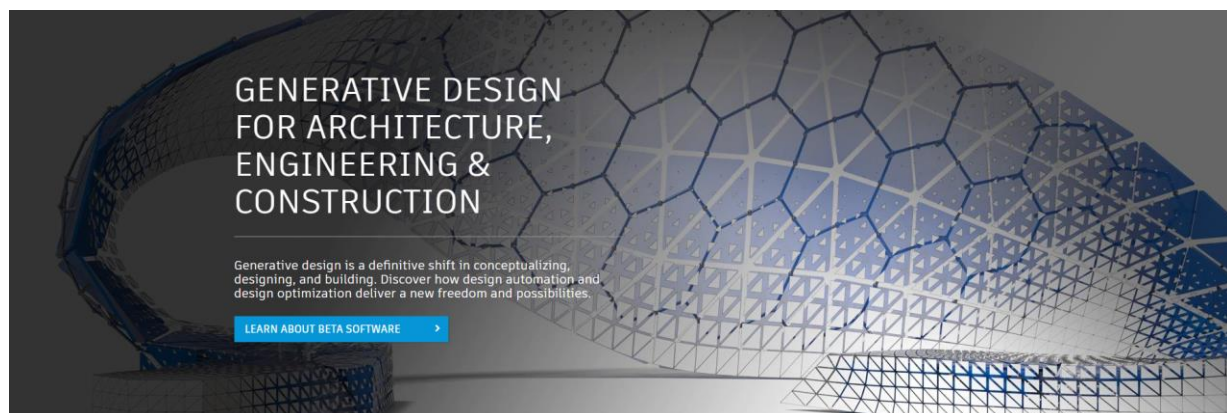 GENERATIVE DESIGN
FOR ARCHITECTURE,
ENGINEERING &
CONSTRUCTION
Generative design is a definitive shift in conceptualizing,
designing, and building. Discover how design automation and
design optimization deliver a new freedom and possibilities.
LEARN ABOUT BETA SOFTWARE >